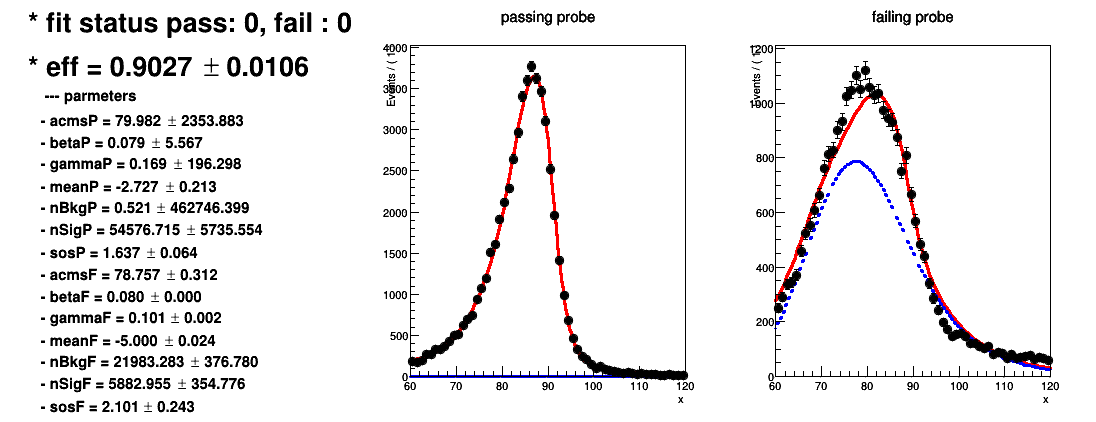 * fit status pass: 0, fail : 0
* eff = 0.9027 ± 0.0106
--- parmeters
- acmsP = 79.982 ± 2353.883
- betaP = 0.079 ± 5.567
- gammaP = 0.169 ± 196.298
- meanP = -2.727 ± 0.213
- nBkgP = 0.521 ± 462746.399
- nSigP = 54576.715 ± 5735.554
- sosP = 1.637 ± 0.064
- acmsF = 78.757 ± 0.312
- betaF = 0.080 ± 0.000
- gammaF = 0.101 ± 0.002
- meanF = -5.000 ± 0.024
- nBkgF = 21983.283 ± 376.780
- nSigF = 5882.955 ± 354.776
- sosF = 2.101 ± 0.243
passing probe
Events / ( 1
4000
3500
3000
2500
2000
1500
1000
500
0
60 70 80 90 100 110 120
x
failing probe
Events / ( 1
1200
1000
800
600
400
200
0
60 70 80 90 100 110 120
x